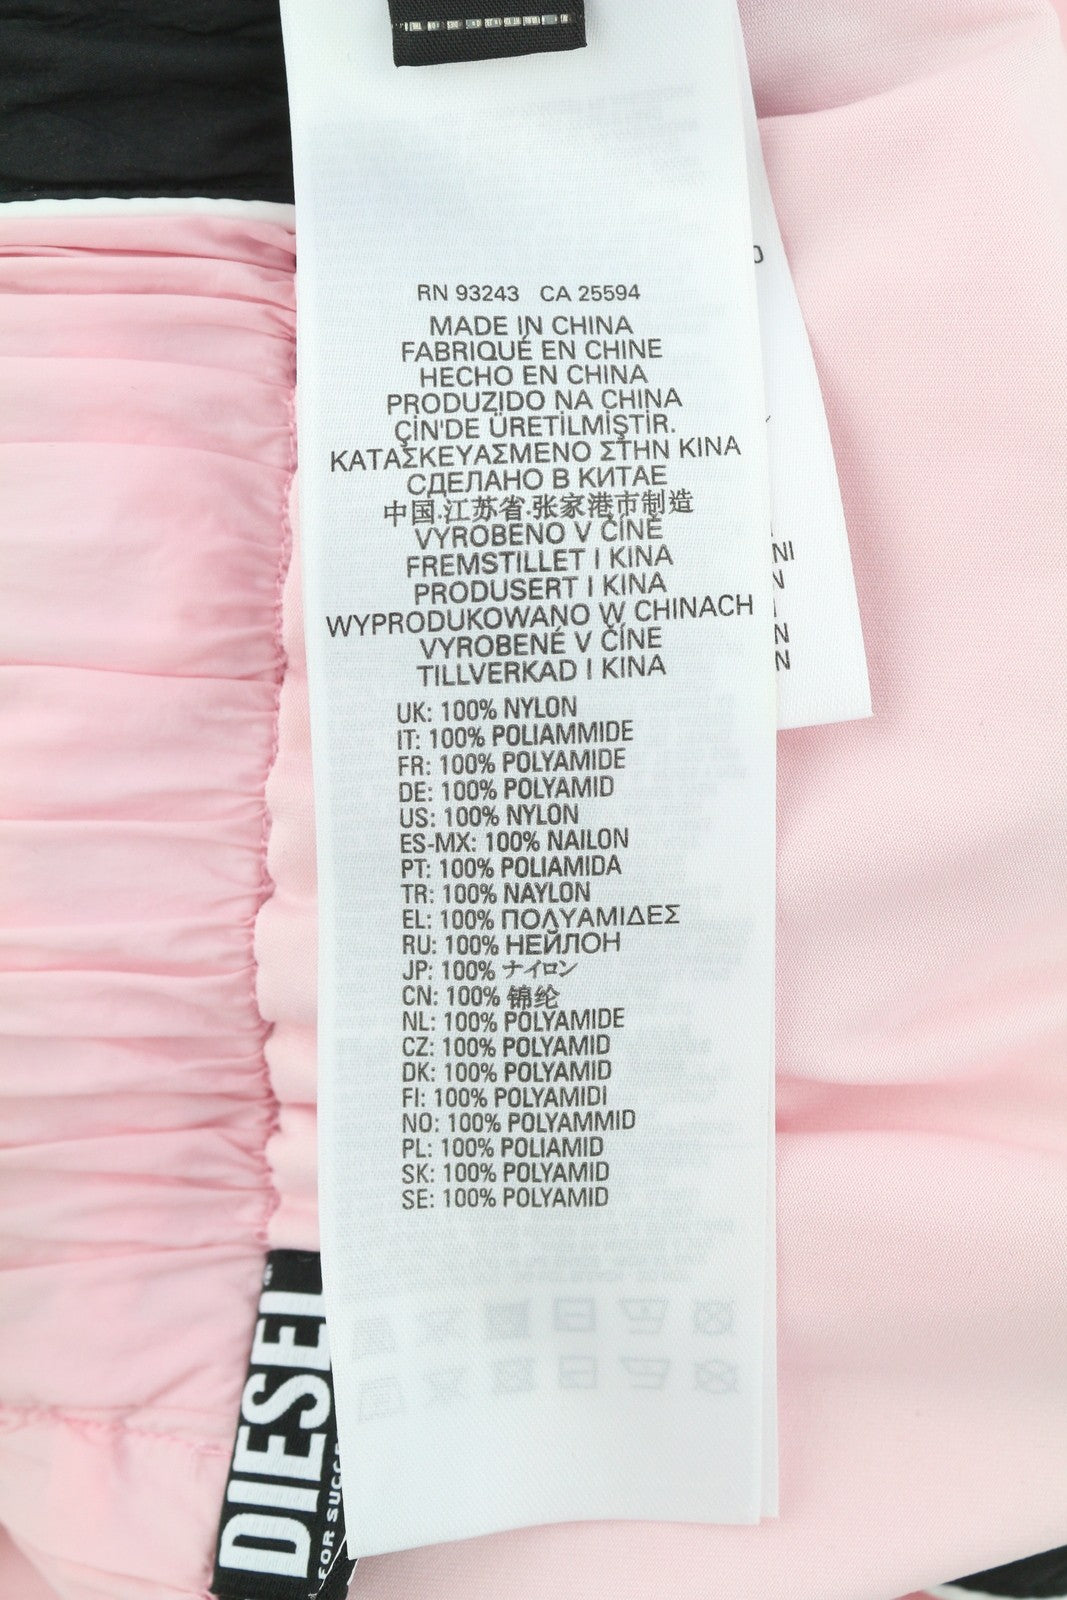 RN 93243 CA 25594
MADE IN CHINA
FABRIQUÉ EN CHINE
HECHO EN CHINA
PRODUZIDO NA CHINA
ÇİN'DE ÜRETİLMİŞTİR.
ΚΑΤΑΣΚΕΥΑΣΜΕΝΟ ΣΤΗΝ ΚΙΝΑ
СДЕЛАНО В КИТАЕ
中国.江苏省.张家港市制造
VYROBENO V ČÍNĚ
FREMSTILLET I KINA
PRODUSERT I KINA
WYPRODUKOWANO W CHINACH
VYROBENÉ V ČÍNE
TILLVERKAD I KINA
UK: 100% NYLON
IT: 100% POLIAMMIDE
FR: 100% POLYAMIDE
DE: 100% POLYAMID
US: 100% NYLON
ES-MX: 100% NAILON
PT: 100% POLIAMIDA
TR: 100% NAYLON
EL: 100% ΠΟΛΥΑΜΙΔΕΣ
RU: 100% НЕЙЛОН
JP: 100% ナイロン
CN: 100% 锦纶
NL: 100% POLYAMIDE
CZ: 100% POLYAMID
DK: 100% POLYAMID
FI: 100% POLYAMIDI
NO: 100% POLYAMMID
PL: 100% POLIAMID
SK: 100% POLYAMID
SE: 100% POLYAMID
DIESEL
FOR SUCCE